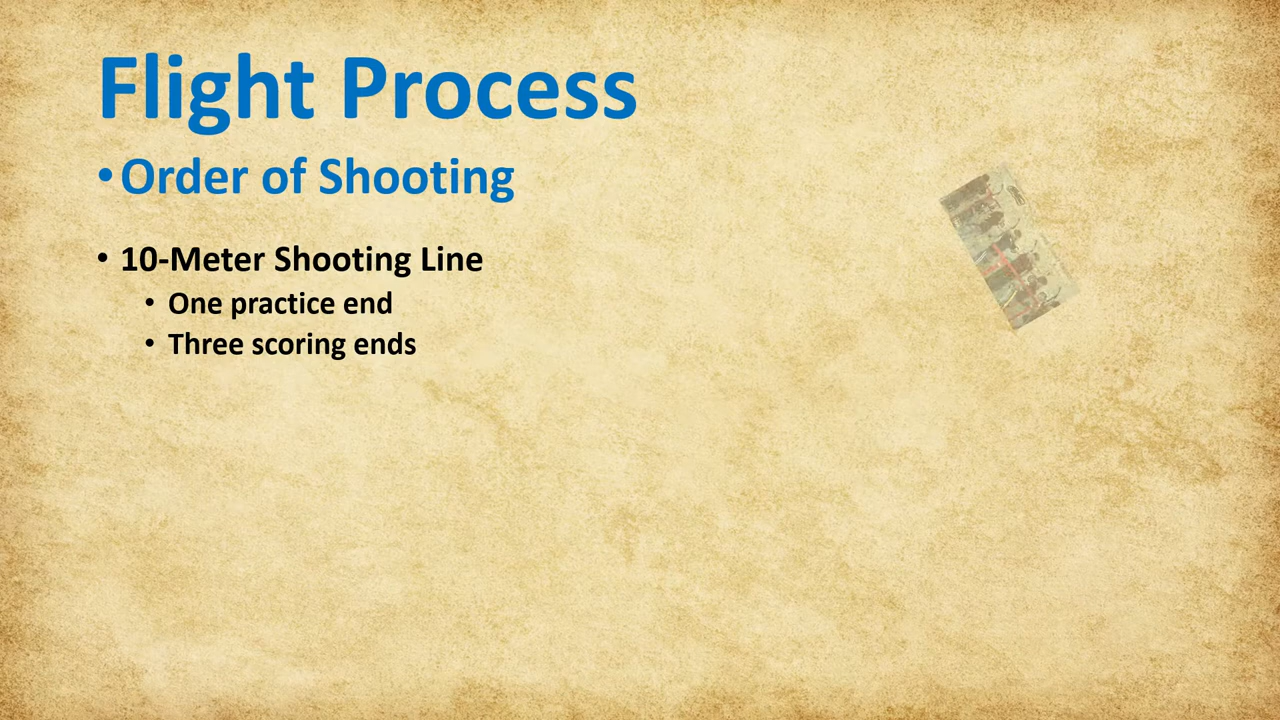 Flight Process
•Order of Shooting
• 10-Meter Shooting Line
• One practice end
• Three scoring ends